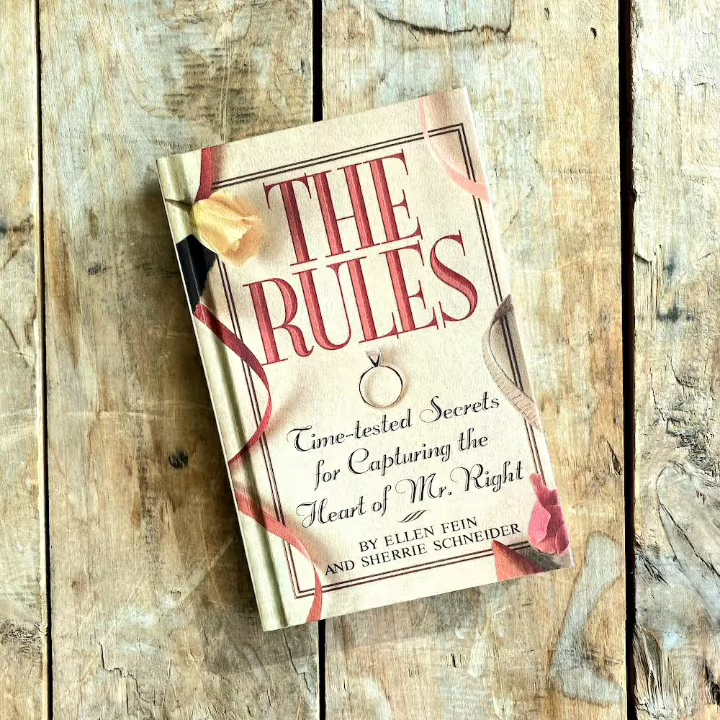 THE
RULES
Time-tested Secrets
for Capturing the
Heart of Mr. Right
BY ELLEN FEIN
AND SHERRIE SCHNEIDER